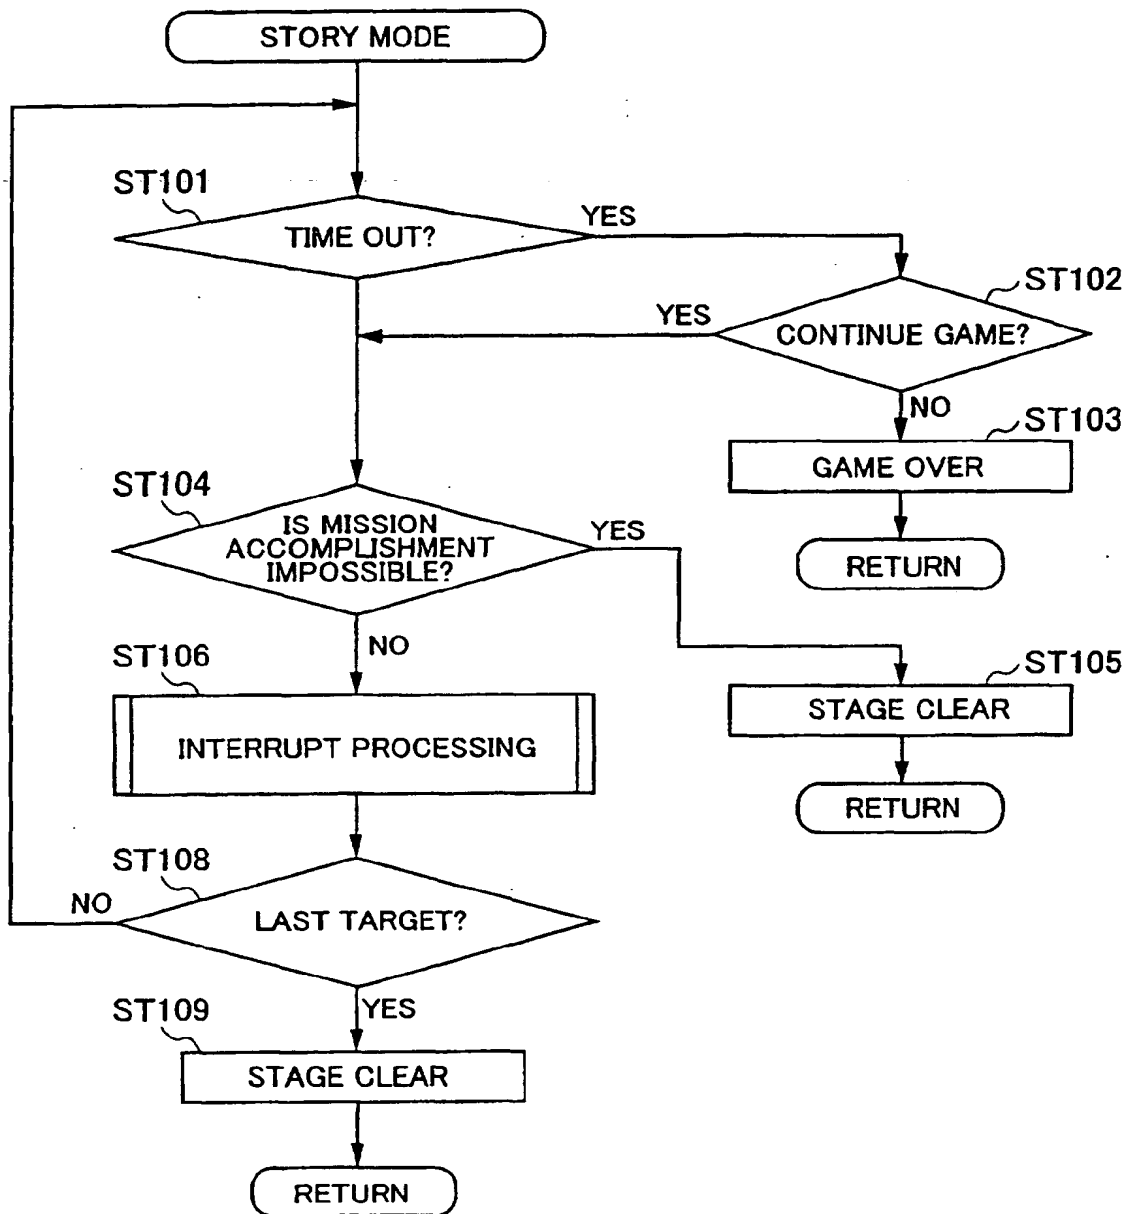 STORY MODE
ST101
TIME OUT?
YES
ST102
CONTINUE GAME?
YES
NO
ST103
GAME OVER
RETURN
ST104
IS MISSION
ACCOMPLISHMENT
IMPOSSIBLE?
YES
NO
ST105
STAGE CLEAR
RETURN
ST106
INTERRUPT PROCESSING
ST108
LAST TARGET?
NO
YES
ST109
STAGE CLEAR
RETURN